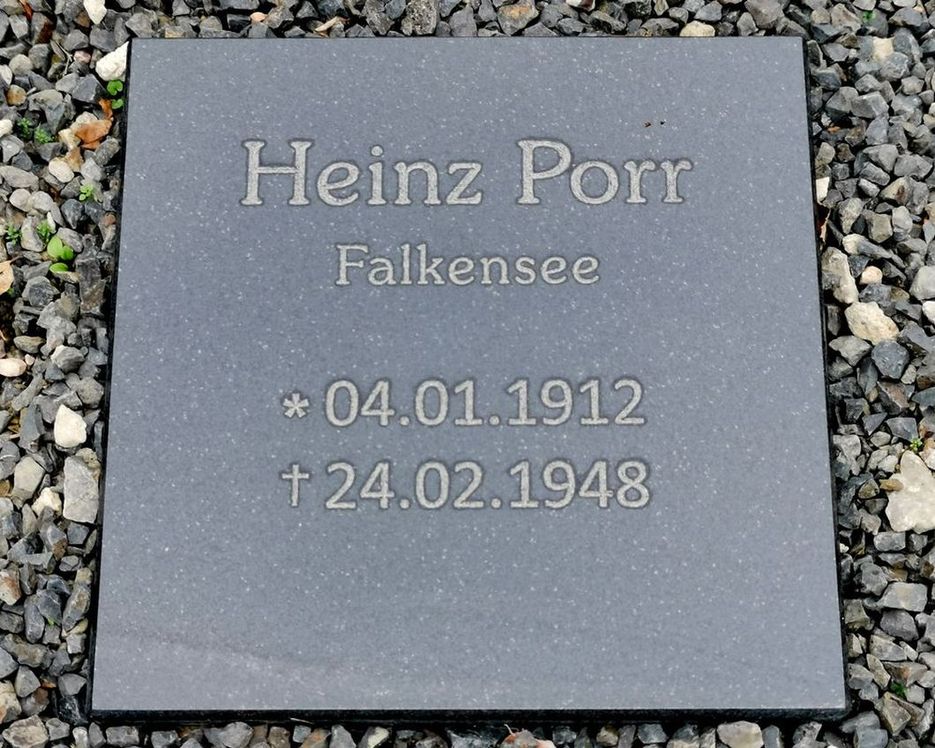 Heinz Porr
Falkensee
* 04.01.1912
† 24.02.1948